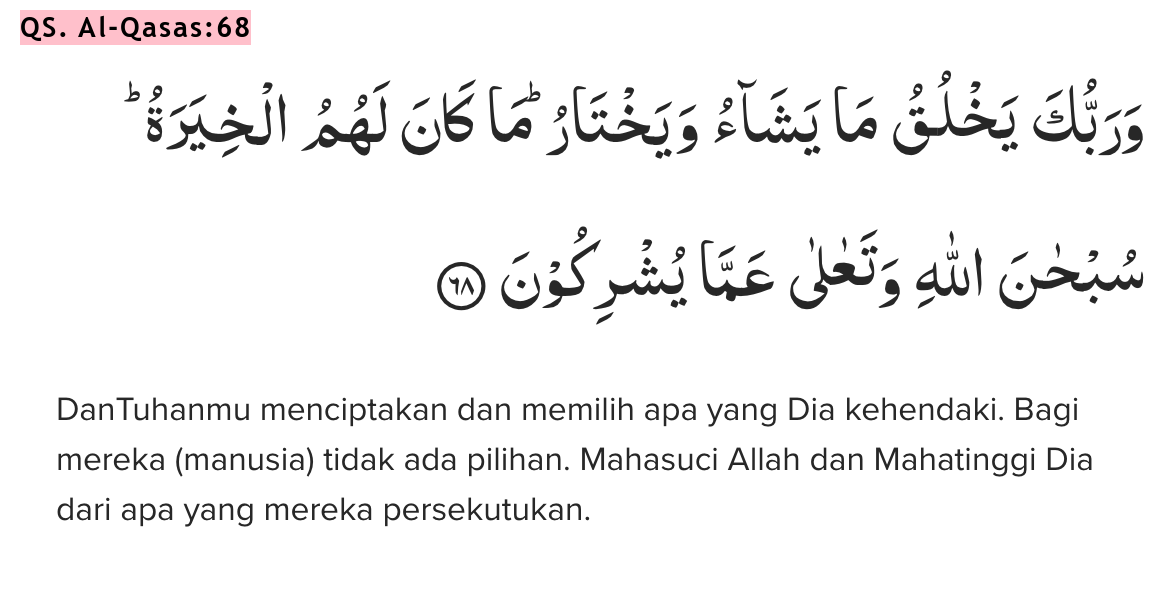 QS. Al-Qasas:68
وَرَبُّكَ يَخْلُقُ مَا يَشَاۤءُ وَيَخْتَارُ ۗمَا كَانَ لَهُمُ الْخِيَرَةُ ۗ
سُبْحٰنَ اللّٰهِ وَتَعٰلٰى عَمَّا يُشْرِكُوْنَ ٦٨
DanTuhanmu menciptakan dan memilih apa yang Dia kehendaki. Bagi
mereka (manusia) tidak ada pilihan. Mahasuci Allah dan Mahatinggi Dia
dari apa yang mereka persekutukan.